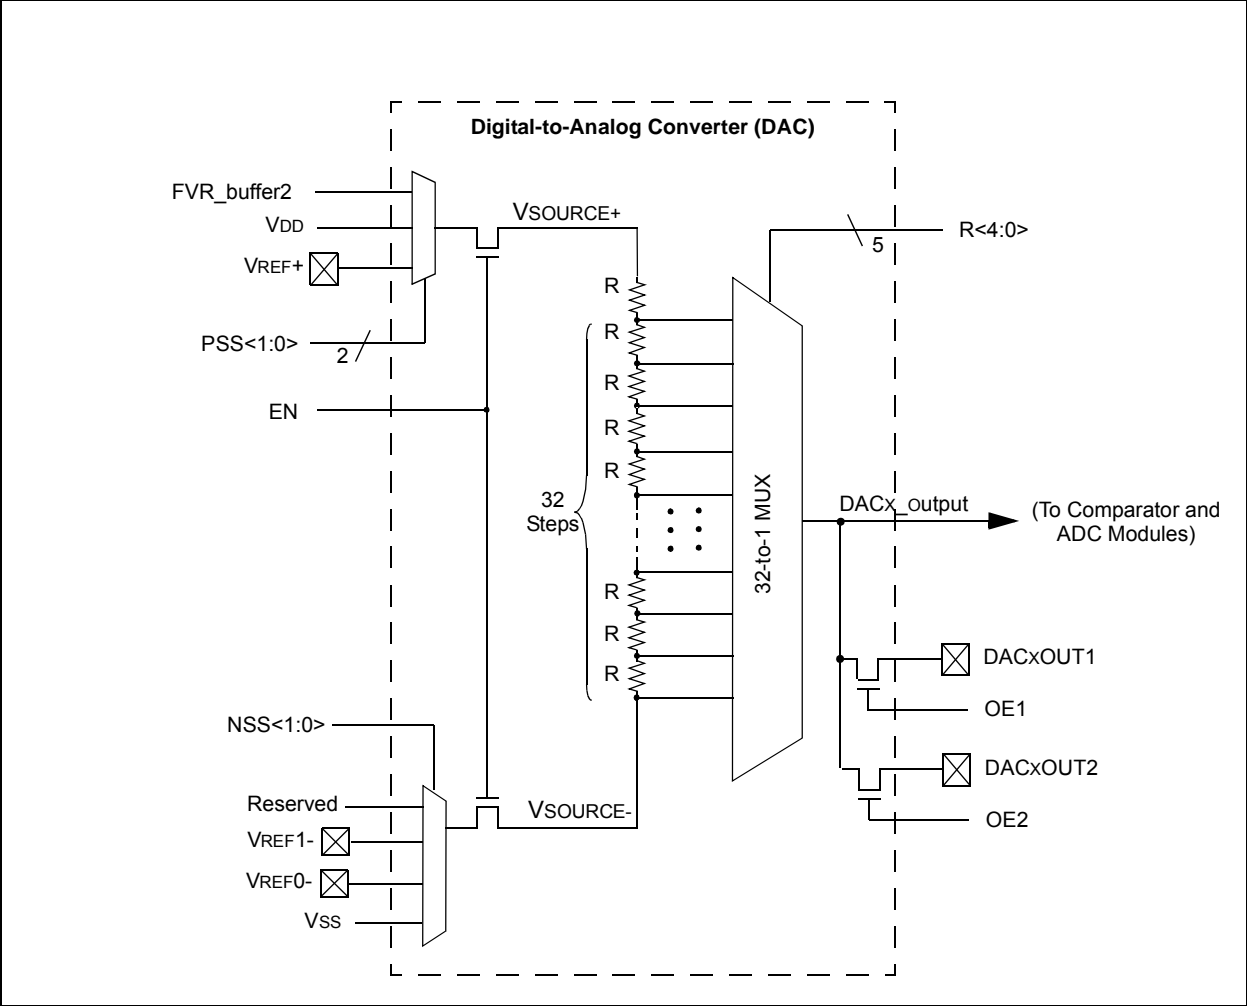 Digital-to-Analog Converter (DAC)
FVR_buffer2
VDD
VREF+
VSOURCE+
R<4:0>
5
PSS<1:0>
2
EN
R
R
R
R
R
32
Steps
R
R
R
32-to-1 MUX
DACX_output
(To Comparator and
ADC Modules)
DACXOUT1
OE1
DACXOUT2
OE2
NSS<1:0>
Reserved
VREF1-
VREF0-
VSS
VSOURCE-